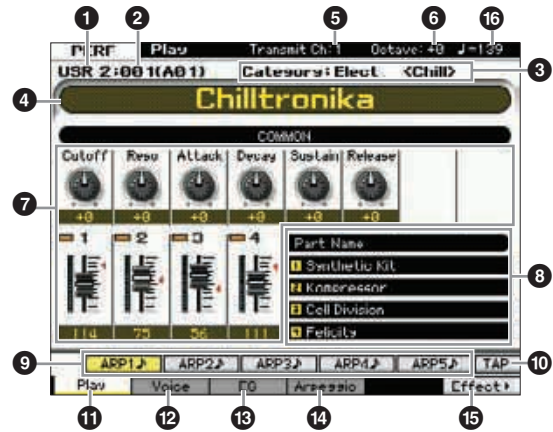 1 2 5 6 16
PERF Play Transmit Ch:1 Octave:+0 ♩=139
USR 2:001(A01) Category:Elect <Chill> 3
4 Chilltronika
COMMON
Cutoff Reso Attack Decay Sustain Release
7 +0 +0 +0 +0 +0 +0
1 2 3 4
Part Name 8
1 Synthetic Kit
2 Kompressor
3 Cell Division
4 Felicity
114 75 56 111
9 ARP1♪ ARP2♪ ARP3♪ ARP4♪ ARP5♪ TAP 10
Play Voice EG Arpeggio Effect
11 12 13 14 15